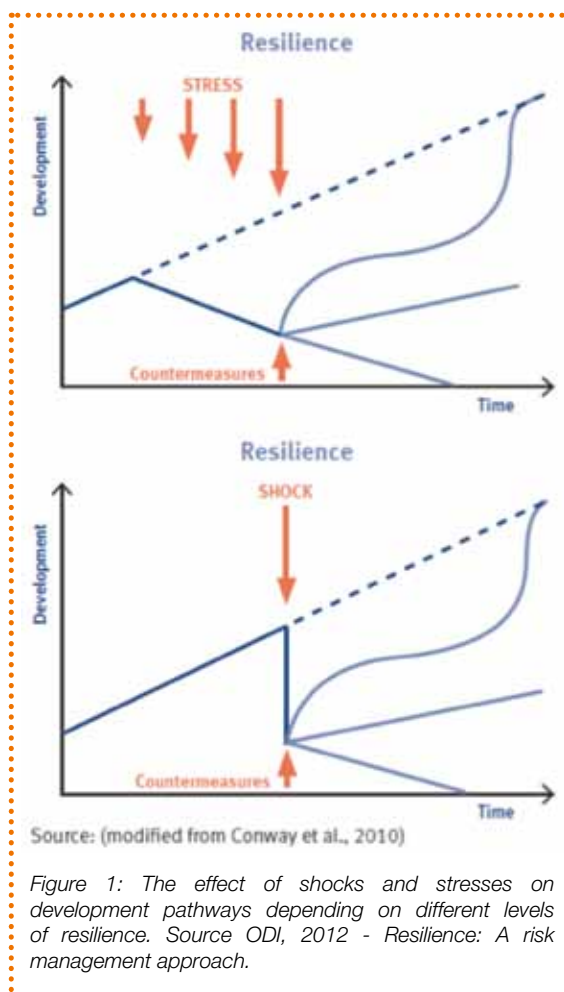 Resilience
STRESS
Development
Countermeasures
Time
Resilience
SHOCK
Development
Countermeasures
Time
Source: (modified from Conway et al., 2010)
Figure 1: The effect of shocks and stresses on
development pathways depending on different levels
of resilience. Source ODI, 2012 - Resilience: A risk
management approach.